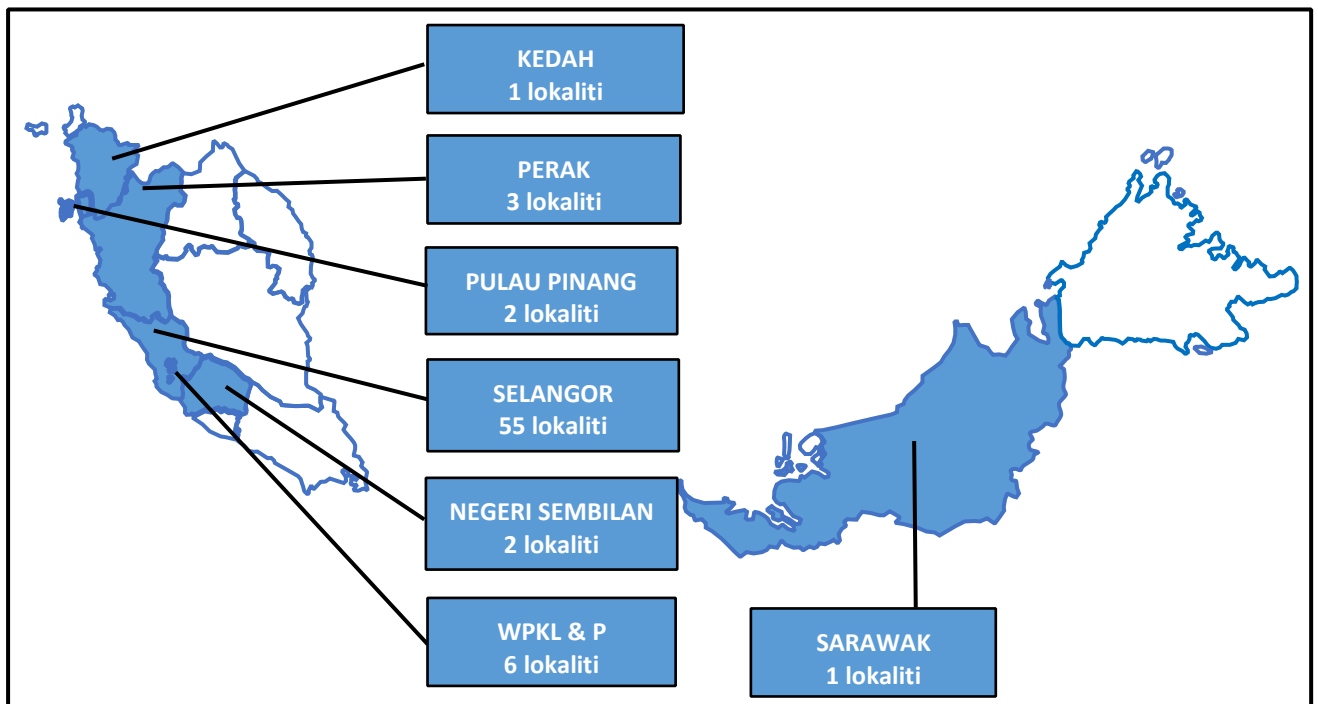 KEDAH
1 lokaliti
PERAK
3 lokaliti
PULAU PINANG
2 lokaliti
SELANGOR
55 lokaliti
NEGERI SEMBILAN
2 lokaliti
WPKL & P
6 lokaliti
SARAWAK
1 lokaliti